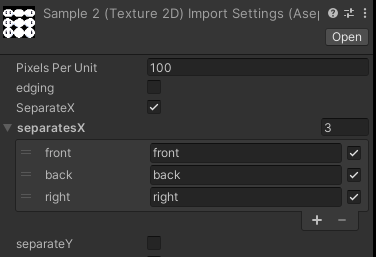 Sample 2 (Texture 2D) Import Settings (Asep
Open
Pixels Per Unit 100
edging
SeparateX
separatesX 3
front front
back back
right right
separateY